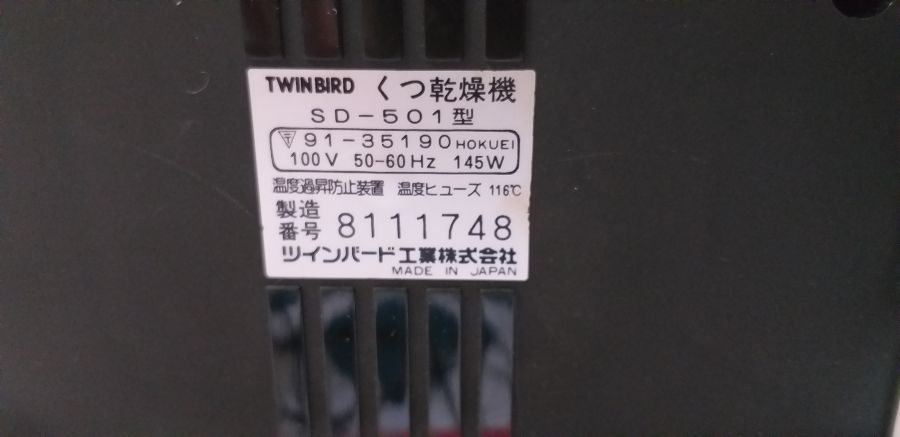 TWINBIRD くつ乾燥機
SD-501型
〒 91-35190 HOKUEI
100V 50-60Hz 145W
温度過昇防止装置 温度ヒューズ 116℃
製造番号 8111748
ツインバード工業株式会社
MADE IN JAPAN